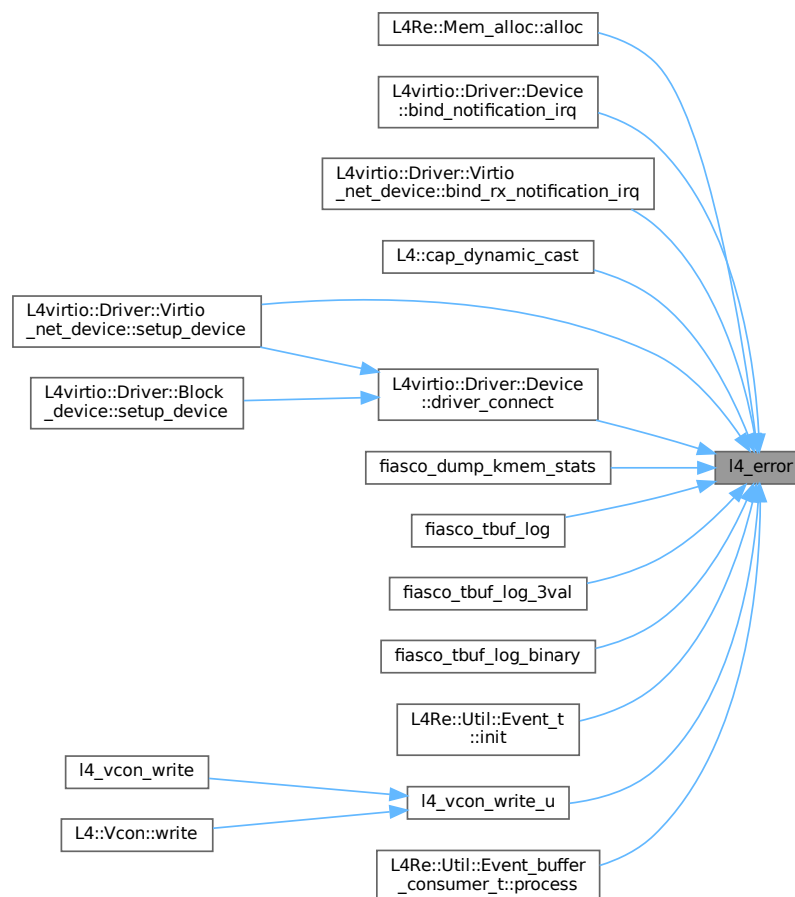 L4Re::Mem_alloc::alloc
L4virtio::Driver::Device
::bind_notification_irq
L4virtio::Driver::Virtio
_net_device::bind_rx_notification_irq
L4::cap_dynamic_cast
L4virtio::Driver::Virtio
_net_device::setup_device
L4virtio::Driver::Device
::driver_connect
L4virtio::Driver::Block
_device::setup_device
l4_error
fiasco_dump_kmem_stats
fiasco_tbuf_log
fiasco_tbuf_log_3val
fiasco_tbuf_log_binary
L4Re::Util::Event_t
::init
l4_vcon_write
l4_vcon_write_u
L4::Vcon::write
L4Re::Util::Event_buffer
_consumer_t::process